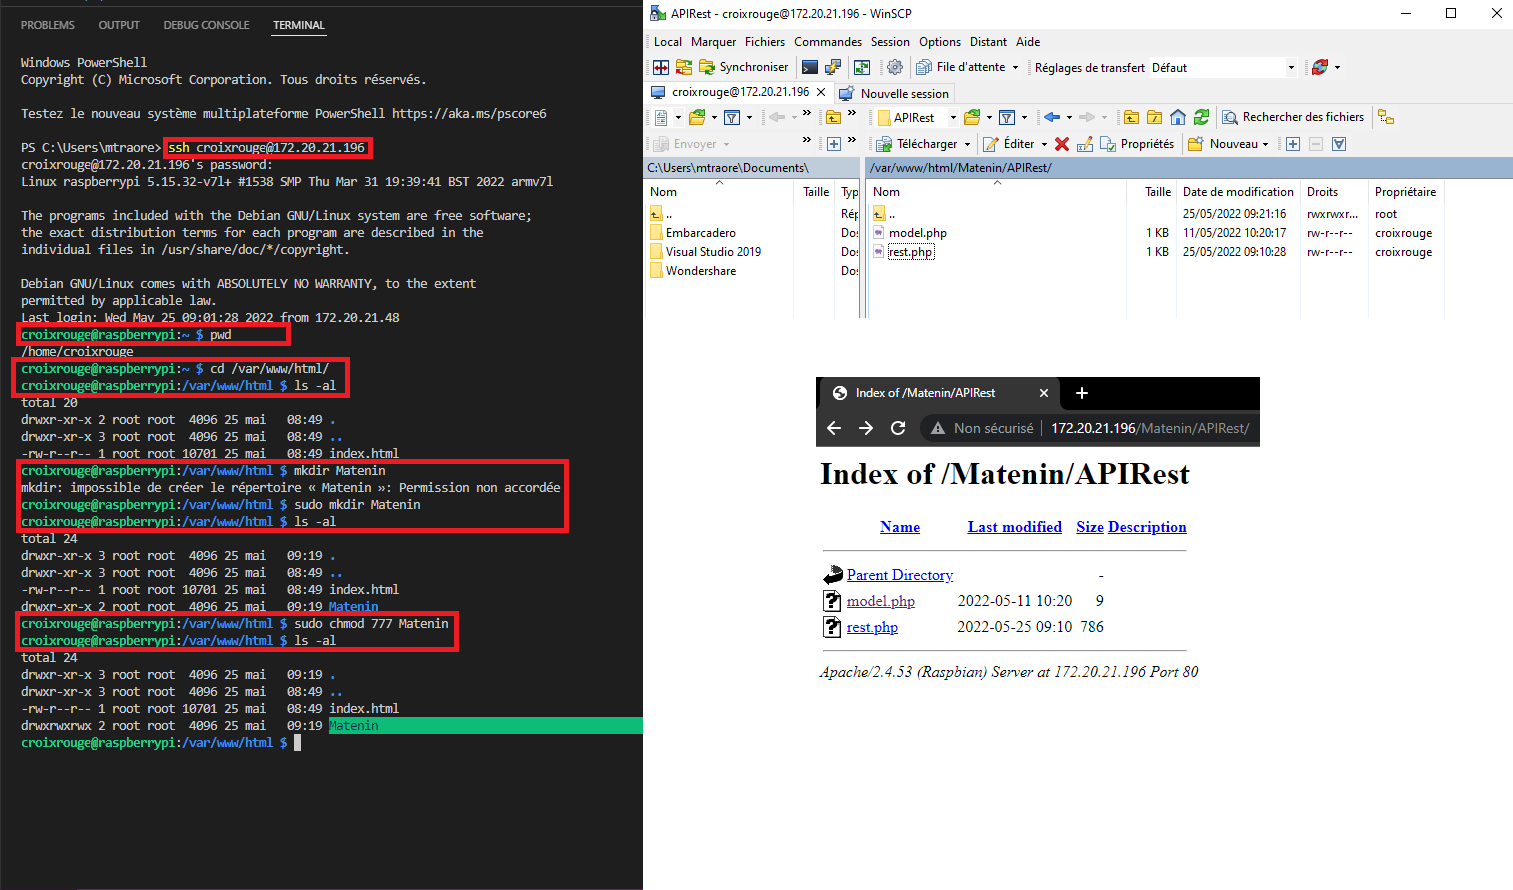 PROBLEMS OUTPUT DEBUG CONSOLE TERMINAL
Windows PowerShell
Copyright (C) Microsoft Corporation. Tous droits réservés.
Testez le nouveau système multiplateforme PowerShell https://aka.ms/pscore6
PS C:\Users\mtraore> ssh croixrouge@172.20.21.196
croixrouge@172.20.21.196's password:
Linux raspberrypi 5.15.32-v7l+ #1538 SMP Thu Mar 31 19:39:41 BST 2022 armv7l
The programs included with the Debian GNU/Linux system are free software;
the exact distribution terms for each program are described in the
individual files in /usr/share/doc/*/copyright.
Debian GNU/Linux comes with ABSOLUTELY NO WARRANTY, to the extent
permitted by applicable law.
Last login: Wed May 25 09:01:28 2022 from 172.20.21.48
croixrouge@raspberrypi:~ $ pwd
/home/croixrouge
croixrouge@raspberrypi:~ $ cd /var/www/html/
croixrouge@raspberrypi:/var/www/html $ ls -al
total 20
drwxr-xr-x 2 root root  4096 25 mai   08:49 .
drwxr-xr-x 3 root root  4096 25 mai   08:49 ..
-rw-r--r-- 1 root root 10701 25 mai   08:49 index.html
croixrouge@raspberrypi:/var/www/html $ mkdir Matenin
mkdir: impossible de créer le répertoire « Matenin »: Permission non accordée
croixrouge@raspberrypi:/var/www/html $ sudo mkdir Matenin
croixrouge@raspberrypi:/var/www/html $ ls -al
total 24
drwxr-xr-x 3 root root  4096 25 mai   09:19 .
drwxr-xr-x 3 root root  4096 25 mai   08:49 ..
-rw-r--r-- 1 root root 10701 25 mai   08:49 index.html
drwxr-xr-x 2 root root  4096 25 mai   09:19 Matenin
croixrouge@raspberrypi:/var/www/html $ sudo chmod 777 Matenin
croixrouge@raspberrypi:/var/www/html $ ls -al
total 24
drwxr-xr-x 3 root root  4096 25 mai   09:19 .
drwxr-xr-x 3 root root  4096 25 mai   08:49 ..
-rw-r--r-- 1 root root 10701 25 mai   08:49 index.html
drwxrwxrwx 2 root root  4096 25 mai   09:19 Matenin
croixrouge@raspberrypi:/var/www/html $
APIRest - croixrouge@172.20.21.196 - WinSCP
Local Marquer Fichiers Commandes Session Options Distant Aide
Synchroniser File d'attente Réglages de transfert Défaut
croixrouge@172.20.21.196 Nouvelle session
APIRest Rechercher des fichiers
Envoyer Télécharger Éditer Propriétés Nouveau
C:\Users\mtraore\Documents\ /var/www/html/Matenin/APIRest/
Nom Taille Typ Nom Taille Date de modification Droits Propriétaire
.. Rép .. 25/05/2022 09:21:16 rwxrwxr... root
Embarcadero Dos model.php 1 KB 11/05/2022 10:20:17 rw-r--r-- croixrouge
Visual Studio 2019 Dos rest.php 1 KB 25/05/2022 09:10:28 rw-r--r-- croixrouge
Wondershare Dos
Index of /Matenin/APIRest
Non sécurisé 172.20.21.196/Matenin/APIRest/
Index of /Matenin/APIRest
Name Last modified Size Description
Parent Directory -
model.php 2022-05-11 10:20 9
rest.php 2022-05-25 09:10 786
Apache/2.4.53 (Raspbian) Server at 172.20.21.196 Port 80